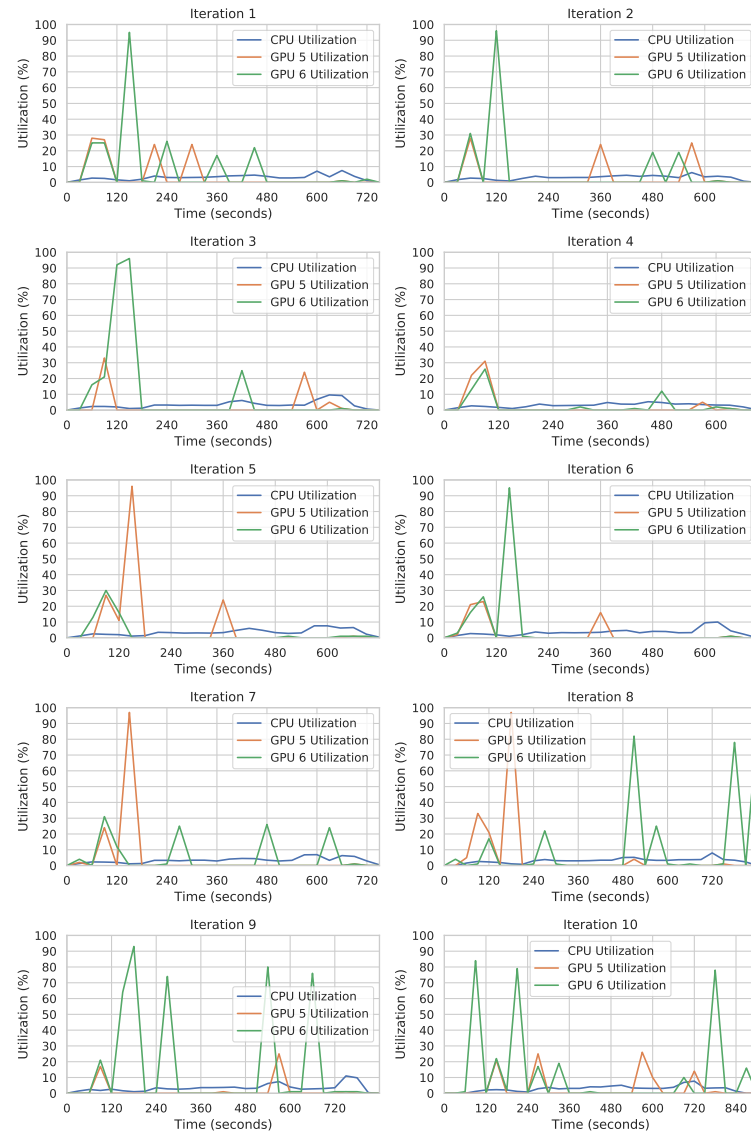 Iteration 1
Utilization (%)
100
90
80
70
60
50
40
30
20
10
0
CPU Utilization
GPU 5 Utilization
GPU 6 Utilization
0 120 240 360 480 600 720
Time (seconds)
Iteration 2
Utilization (%)
100
90
80
70
60
50
40
30
20
10
0
CPU Utilization
GPU 5 Utilization
GPU 6 Utilization
0 120 240 360 480 600
Time (seconds)
Iteration 3
Utilization (%)
100
90
80
70
60
50
40
30
20
10
0
CPU Utilization
GPU 5 Utilization
GPU 6 Utilization
0 120 240 360 480 600 720
Time (seconds)
Iteration 4
Utilization (%)
100
90
80
70
60
50
40
30
20
10
0
CPU Utilization
GPU 5 Utilization
GPU 6 Utilization
0 120 240 360 480 600
Time (seconds)
Iteration 5
Utilization (%)
100
90
80
70
60
50
40
30
20
10
0
CPU Utilization
GPU 5 Utilization
GPU 6 Utilization
0 120 240 360 480 600
Time (seconds)
Iteration 6
Utilization (%)
100
90
80
70
60
50
40
30
20
10
0
CPU Utilization
GPU 5 Utilization
GPU 6 Utilization
0 120 240 360 480 600
Time (seconds)
Iteration 7
Utilization (%)
100
90
80
70
60
50
40
30
20
10
0
CPU Utilization
GPU 5 Utilization
GPU 6 Utilization
0 120 240 360 480 600 720
Time (seconds)
Iteration 8
Utilization (%)
100
90
80
70
60
50
40
30
20
10
0
CPU Utilization
GPU 5 Utilization
GPU 6 Utilization
0 120 240 360 480 600 720
Time (seconds)
Iteration 9
Utilization (%)
100
90
80
70
60
50
40
30
20
10
0
CPU Utilization
GPU 5 Utilization
GPU 6 Utilization
0 120 240 360 480 600 720
Time (seconds)
Iteration 10
Utilization (%)
100
90
80
70
60
50
40
30
20
10
0
CPU Utilization
GPU 5 Utilization
GPU 6 Utilization
0 120 240 360 480 600 720 840
Time (seconds)